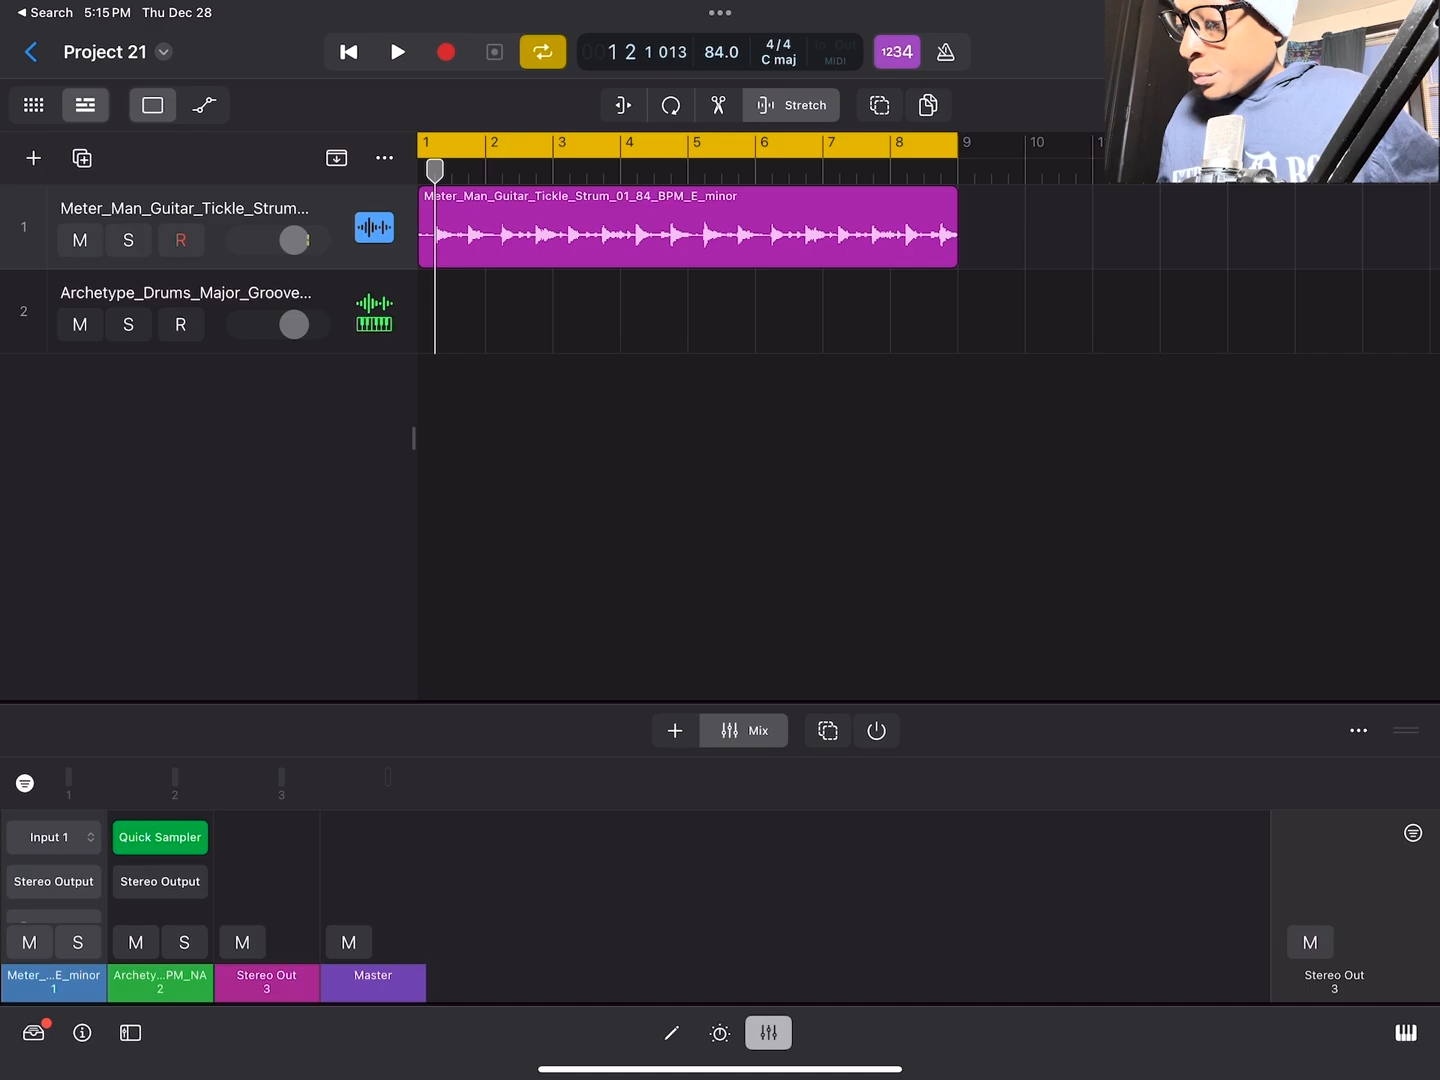 ◀ Search 5:15 PM Thu Dec 28
Project 21
001 2 1 013
84.0
4/4
C maj
In Out
MIDI
1234
Stretch
1 2 3 4 5 6 7 8 9 10
Meter_Man_Guitar_Tickle_Strum_01_84_BPM_E_minor
1
Meter_Man_Guitar_Tickle_Strum...
M S R
2
Archetype_Drums_Major_Groove...
M S R
Mix
1 2 3
Input 1
Quick Sampler
Stereo Output
Stereo Output
M S M S M M M
Meter_...E_minor
1
Archety...PM_NA
2
Stereo Out
3
Master
Stereo Out
3